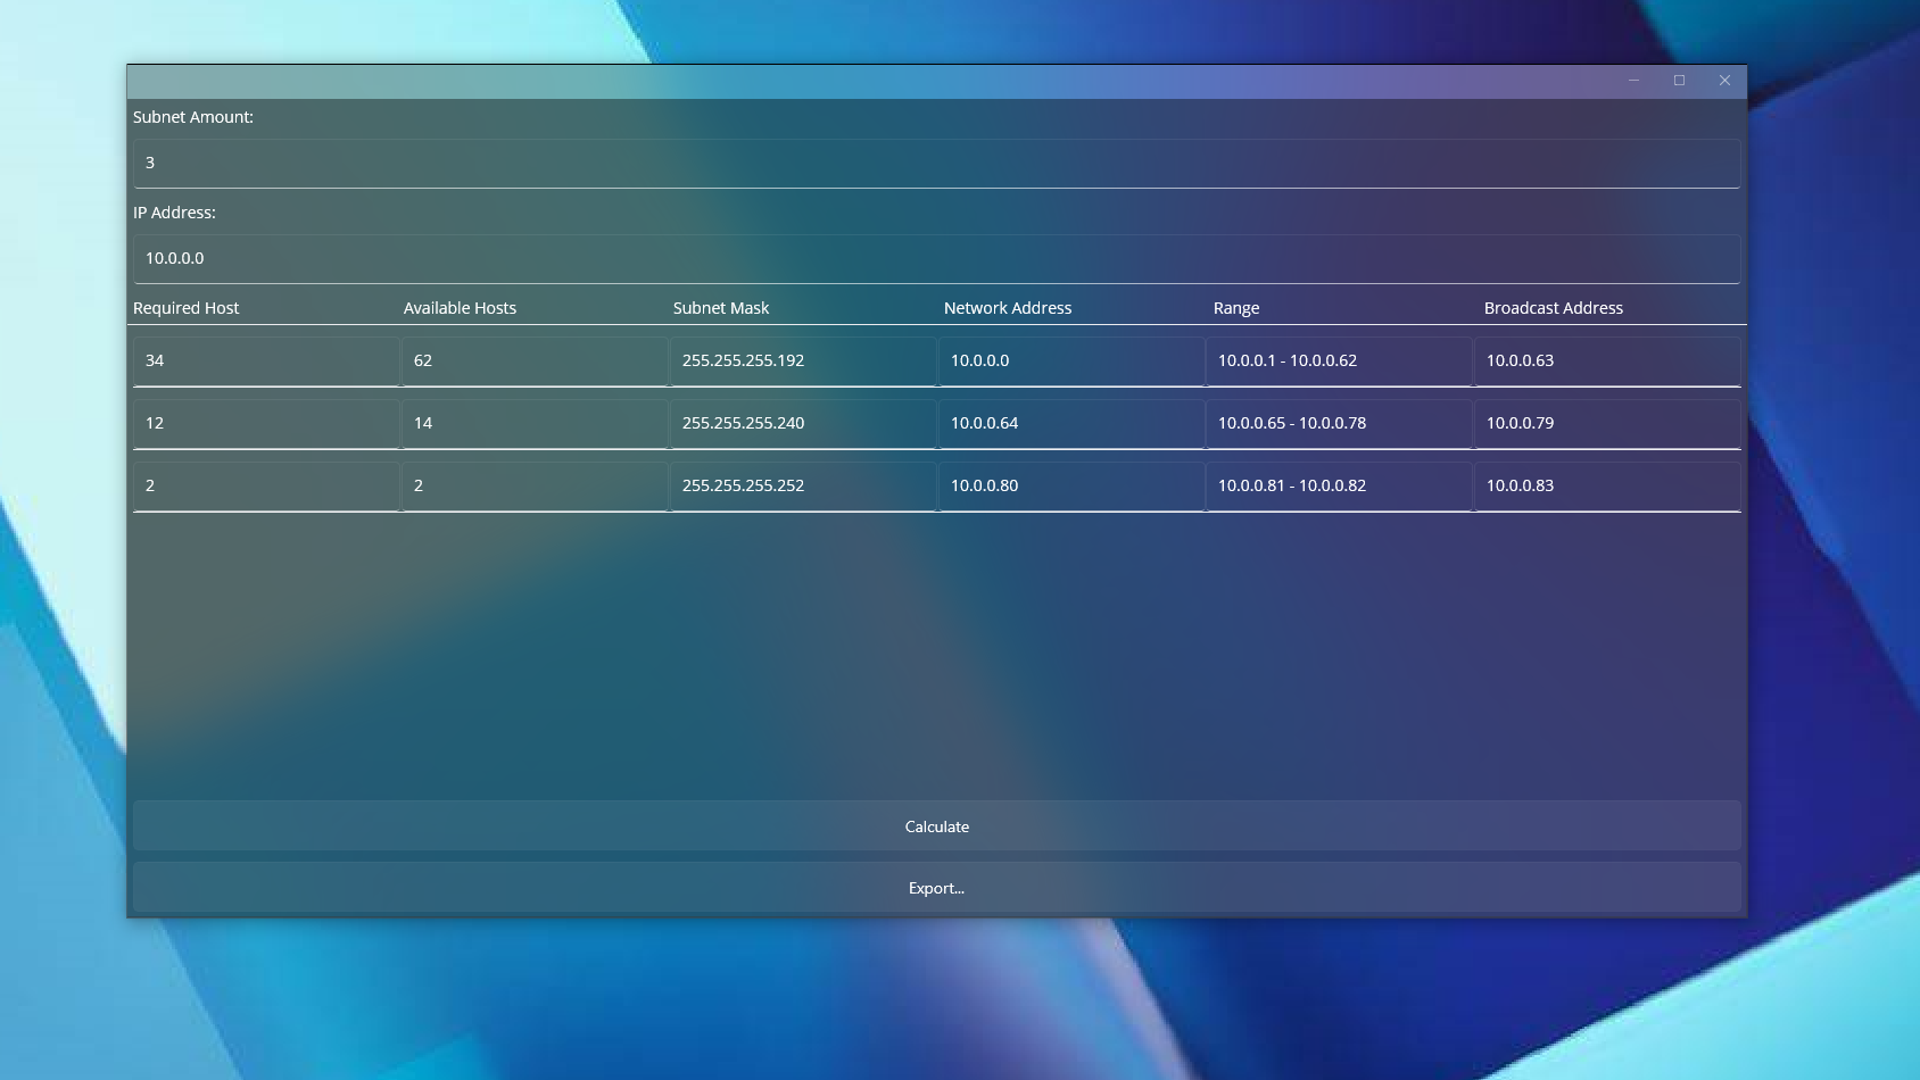 Subnet Amount:
3
IP Address:
10.0.0.0
Required Host Available Hosts Subnet Mask Network Address Range Broadcast Address
34 62 255.255.255.192 10.0.0.0 10.0.0.1 - 10.0.0.62 10.0.0.63
12 14 255.255.255.240 10.0.0.64 10.0.0.65 - 10.0.0.78 10.0.0.79
2 2 255.255.255.252 10.0.0.80 10.0.0.81 - 10.0.0.82 10.0.0.83
Calculate
Export...